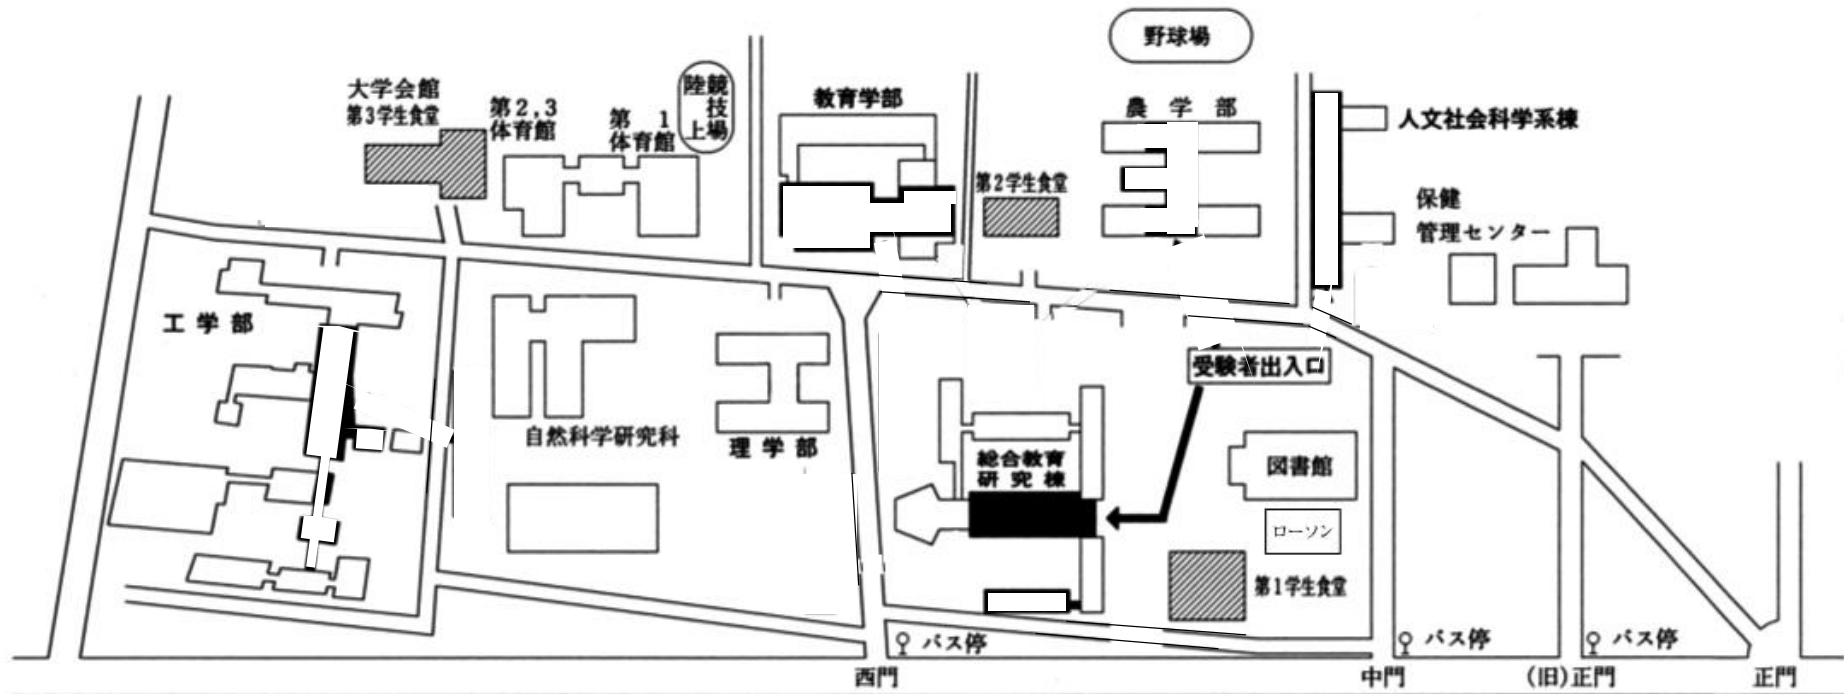 野球場
大学会館
第3学生食堂
第2,3
体育館
第1
体育館
陸上競技場
教育学部
農学部
人文社会科学系棟
第2学生食堂
保健
管理センター
工学部
受験者出入口
自然科学研究科
理学部
総合教育
研究棟
図書館
ローソン
第1学生食堂
バス停
バス停
バス停
西門
中門
(旧)正門
正門